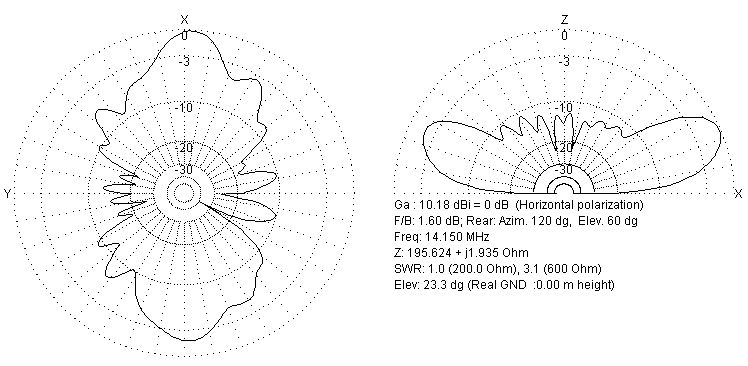 X
0
-3
-10
-20
-30
Y
Z
0
-3
-10
-20
-30
X
Ga : 10.18 dBi = 0 dB  (Horizontal polarization)
F/B: 1.60 dB; Rear: Azim. 120 dg,  Elev. 60 dg
Freq: 14.150 MHz
Z: 195.624 + j1.935 Ohm
SWR: 1.0 (200.0 Ohm), 3.1 (600 Ohm)
Elev: 23.3 dg (Real GND  :0.00 m height)